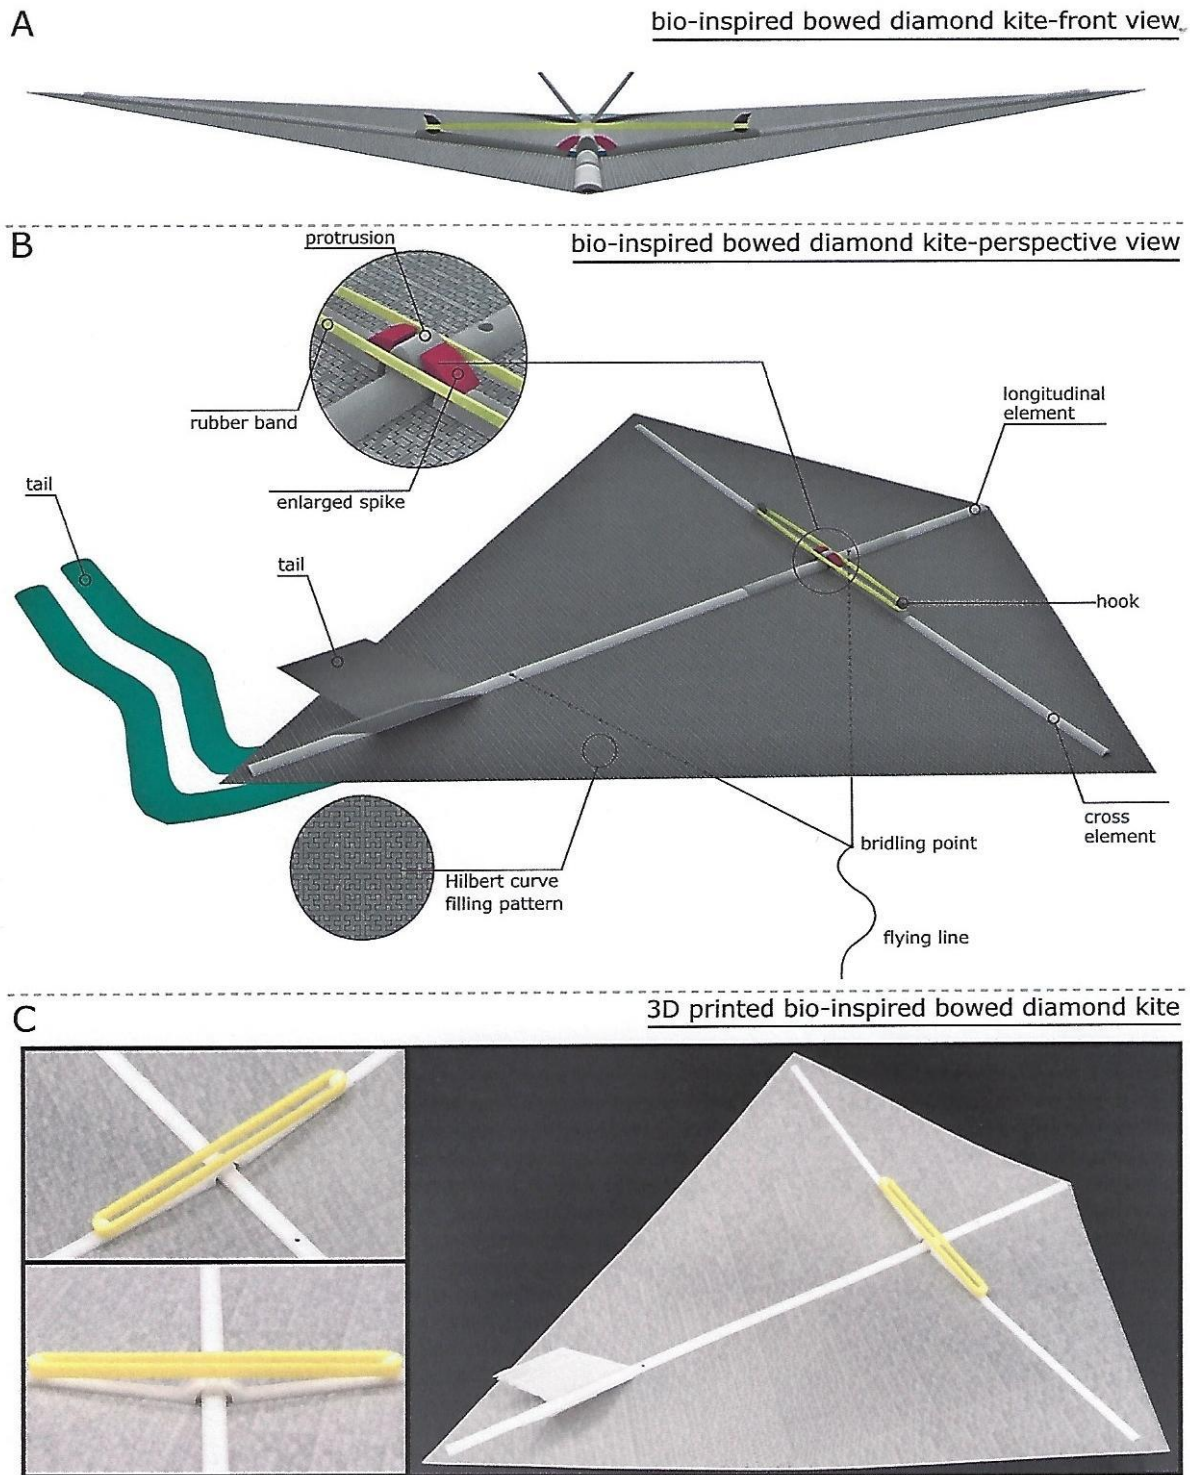 A
bio-inspired bowed diamond kite-front view
B
bio-inspired bowed diamond kite-perspective view
protrusion
rubber band
enlarged spike
longitudinal
element
tail
tail
hook
cross
element
bridling point
Hilbert curve
filling pattern
flying line
C
3D printed bio-inspired bowed diamond kite